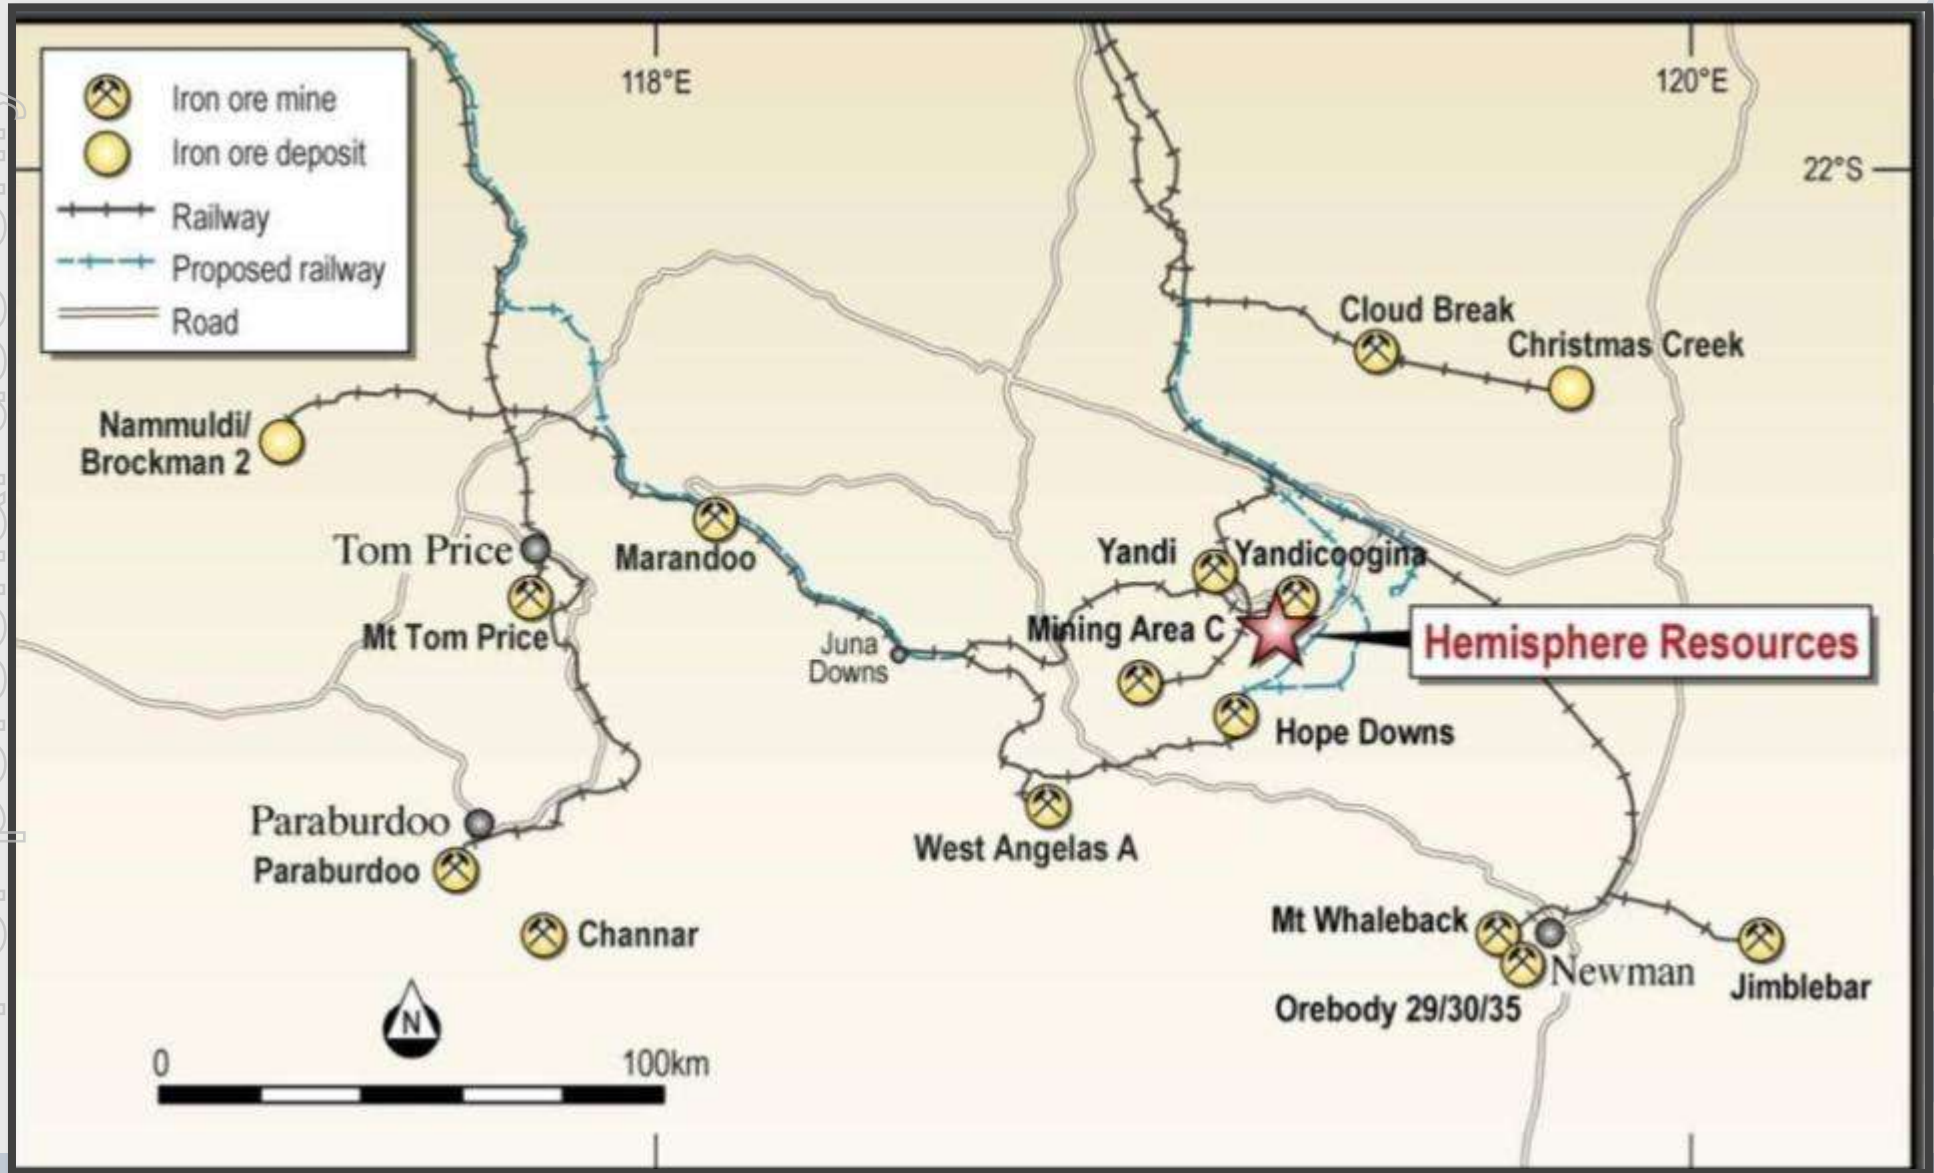 118°E
120°E
22°S
Iron ore mine
Iron ore deposit
Railway
Proposed railway
Road
Cloud Break
Christmas Creek
Nammuldi/
Brockman 2
Tom Price
Marandoo
Yandi
Yandicoogina
Mt Tom Price
Juna
Downs
Mining Area C
Hemisphere Resources
Hope Downs
Paraburdoo
Paraburdoo
West Angelas A
Channar
Mt Whaleback
Newman
Jimblebar
Orebody 29/30/35
N
0
100km